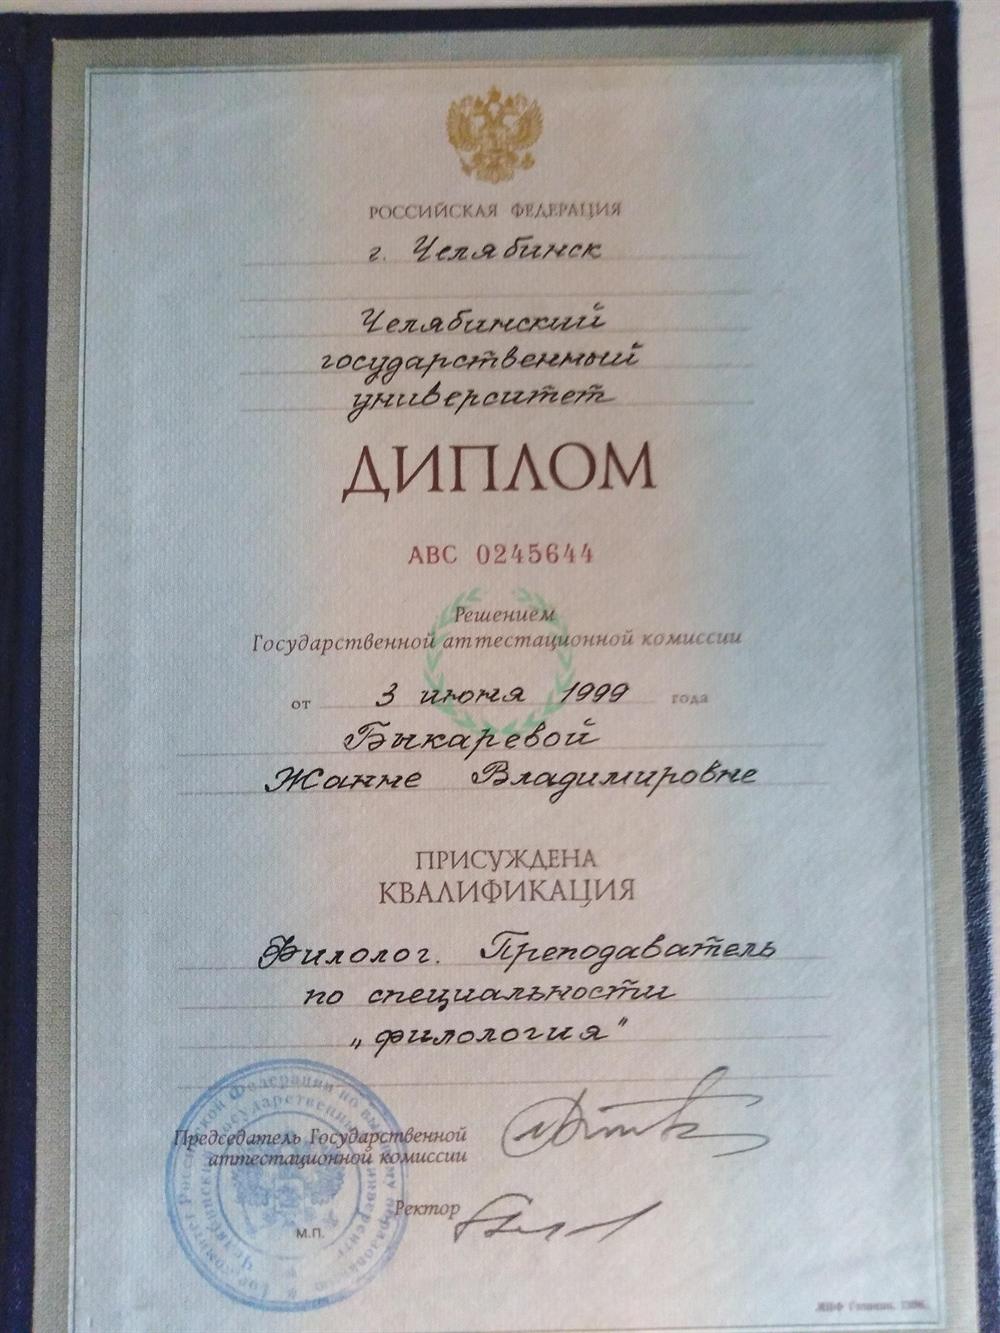 РОССИЙСКАЯ ФЕДЕРАЦИЯ
г. Челябинск
Челябинский
государственный
университет
ДИПЛОМ
АВС 0245644
Решением
Государственной аттестационной комиссии
от 3 июня 1999 года
Быкаревой
Жанне Владимировне
ПРИСУЖДЕНА
КВАЛИФИКАЦИЯ
Филолог. Преподаватель
по специальности
„филология"
Председатель Государственной
аттестационной комиссии
Ректор
М.П.